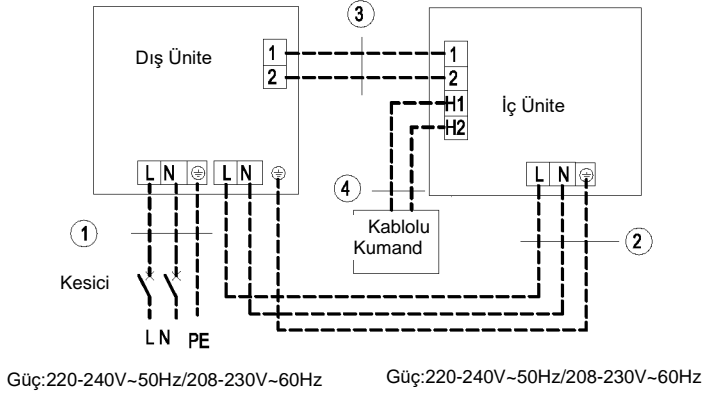 3
Dış Ünite
1
2
1
2
H1
H2
İç Ünite
L N
L N
L N
4
Kablolu
Kumand
1
2
Kesici
L N PE
Güç:220-240V~50Hz/208-230V~60Hz
Güç:220-240V~50Hz/208-230V~60Hz